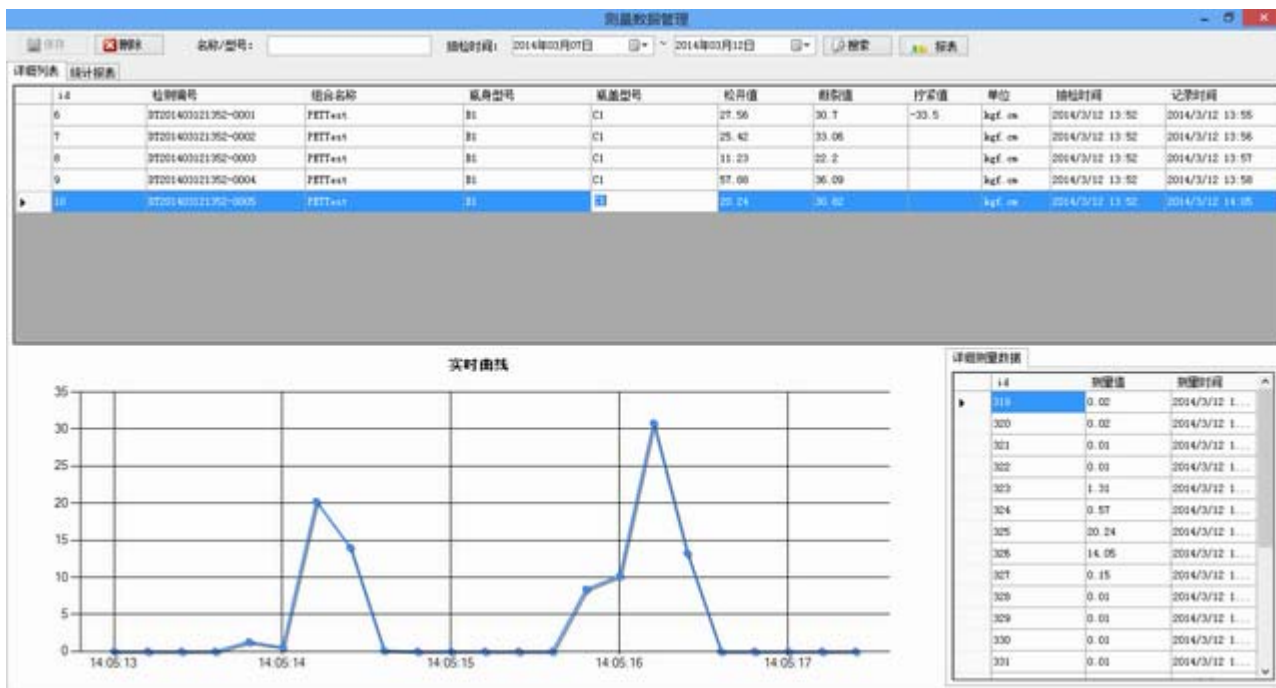 测量数据管理
保存 删除 名称/型号: 抽检时间: 2014年03月07日 ~ 2014年03月12日 搜索 报表
详细列表 统计报表
id 检测编号 组合名称 瓶身型号 瓶盖型号 松开值 断裂值 拧紧值 单位 抽检时间 记录时间
6 DT201403121352-0001 PETTest B1 C1 27.56 30.7 -33.5 kgf.cm 2014/3/12 13:52 2014/3/12 13:55
7 DT201403121352-0002 PETTest B1 C1 25.42 33.06 kgf.cm 2014/3/12 13:52 2014/3/12 13:56
8 DT201403121352-0003 PETTest B1 C1 11.23 22.2 kgf.cm 2014/3/12 13:52 2014/3/12 13:57
9 DT201403121352-0004 PETTest B1 C1 36.09 kgf.cm 2014/3/12 13:52 2014/3/12 13:58
10 DT201403121352-0005 PETTest B1 C1 20.24 30.82 kgf.cm 2014/3/12 13:52 2014/3/12 14:05
实时曲线
35
30
25
20
15
10
5
0
14:05:13 14:05:14 14:05:15 14:05:16 14:05:17
详细测量数据
id 测量值 测量时间
319 0.02 2014/3/12 1...
320 0.02 2014/3/12 1...
321 0.01 2014/3/12 1...
322 0.01 2014/3/12 1...
323 1.31 2014/3/12 1...
324 0.57 2014/3/12 1...
325 20.24 2014/3/12 1...
326 14.05 2014/3/12 1...
327 0.15 2014/3/12 1...
328 0.01 2014/3/12 1...
329 0.01 2014/3/12 1...
330 0.01 2014/3/12 1...
331 0.01 2014/3/12 1...